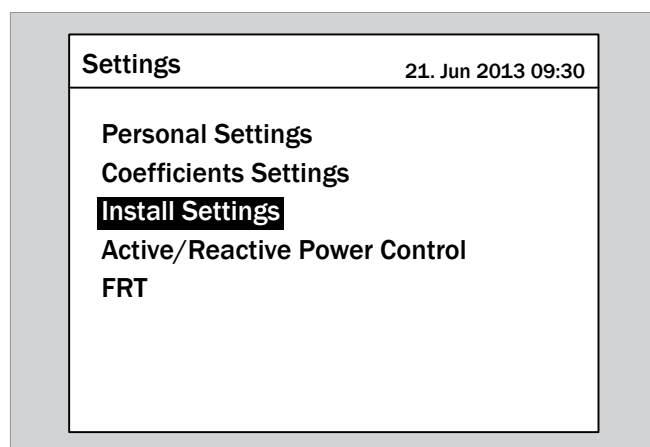 Settings 21. Jun 2013 09:30
Personal Settings
Coefficients Settings
Install Settings
Active/Reactive Power Control
FRT